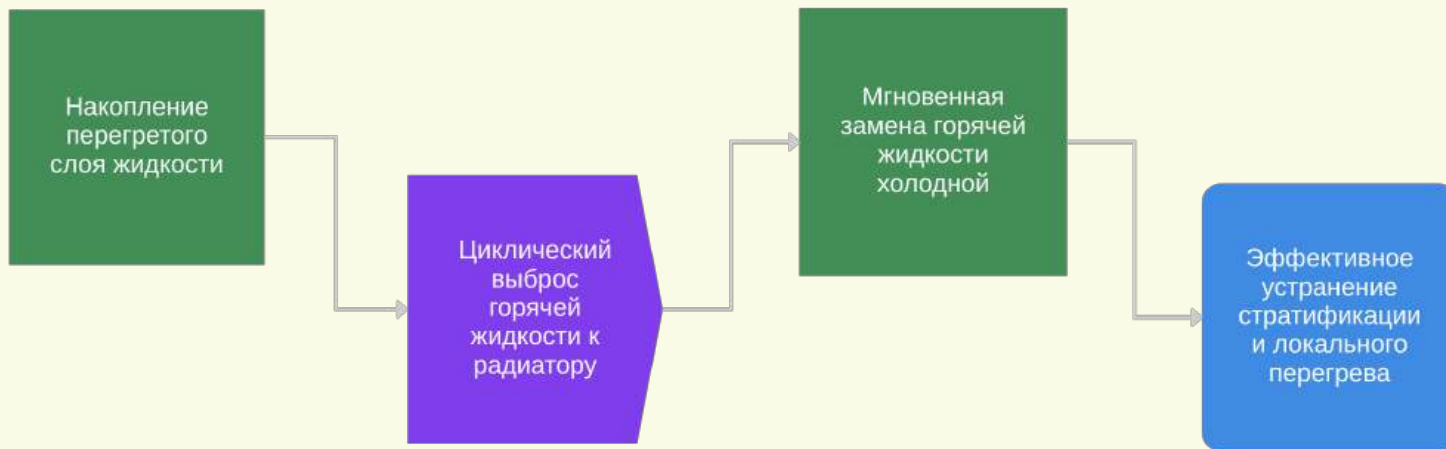 Накопление
перегретого
слоя жидкости
Циклический
выброс
горячей
жидкости к
радиатору
Мгновенная
замена горячей
жидкости
холодной
Эффективное
устранение
стратификации
и локального
перегрева